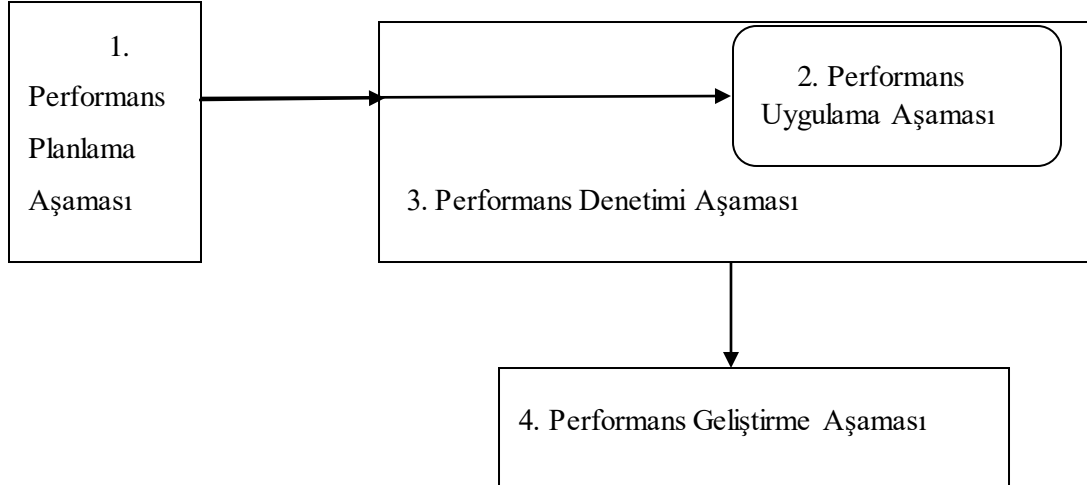 1.
Performans
Planlama
Aşaması
2. Performans
Uygulama Aşaması
3. Performans Denetimi Aşaması
4. Performans Geliştirme Aşaması